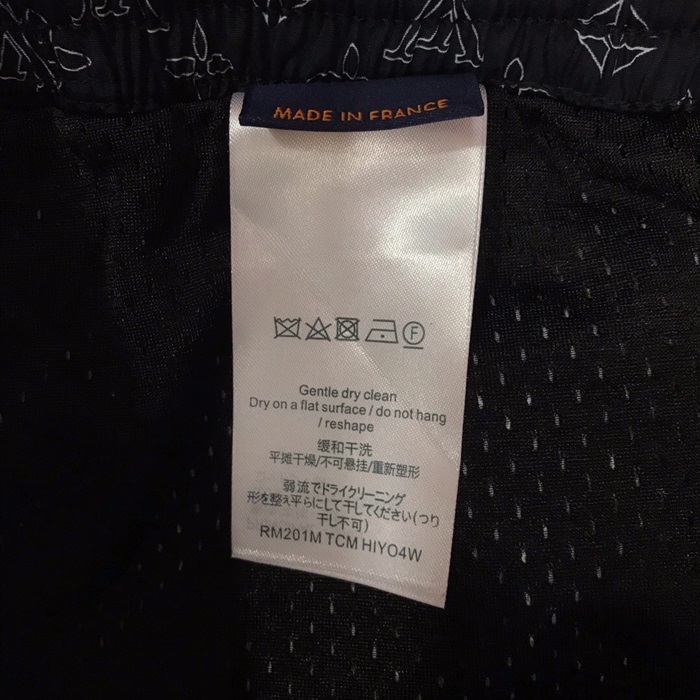 MADE IN FRANCE
F
Gentle dry clean
Dry on a flat surface / do not hang
/ reshape
缓和干洗
平摊干燥/不可悬挂/重新塑形
弱流でドライクリーニング
形を整え平らにして干してください(つり
干し不可)
RM201M TCM HIYO4W